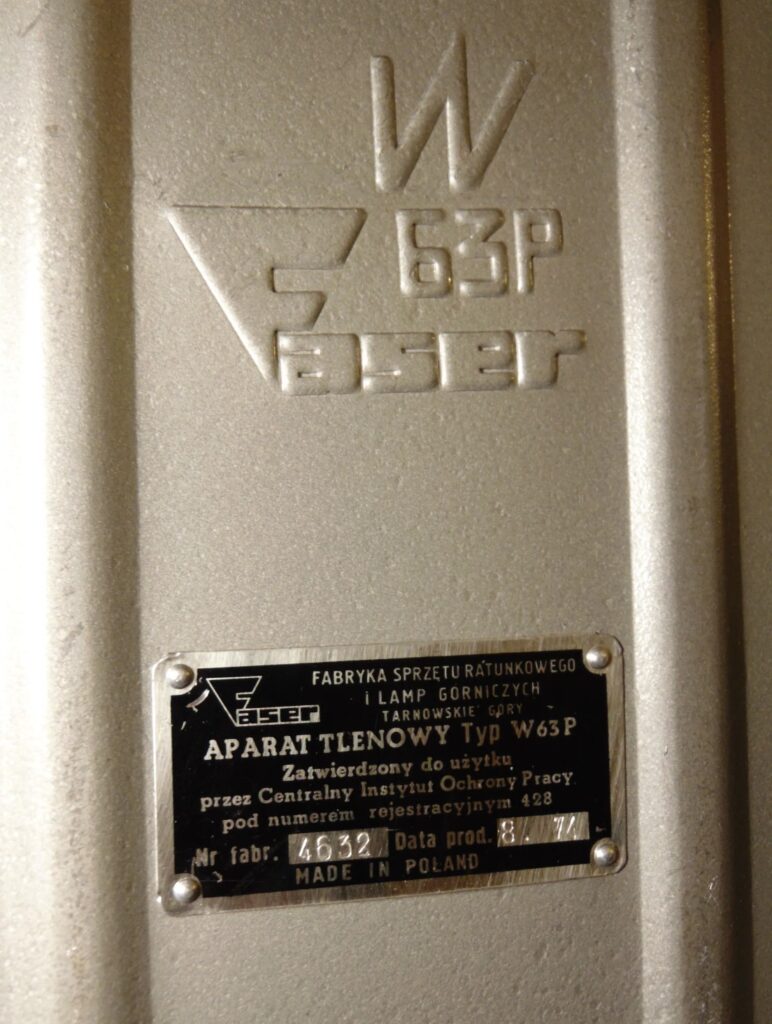 W
63P
Faser
FABRYKA SPRZĘTU RATUNKOWEGO
i LAMP GÓRNICZYCH
TARNOWSKIE GÓRY
Faser
APARAT TLENOWY Typ W63P
Zatwierdzony do użytku
przez Centralny Instytut Ochrony Pracy
pod numerem rejestracyjnym 428
Nr fabr. 4632 Data prod. 8. 74
MADE IN POLAND